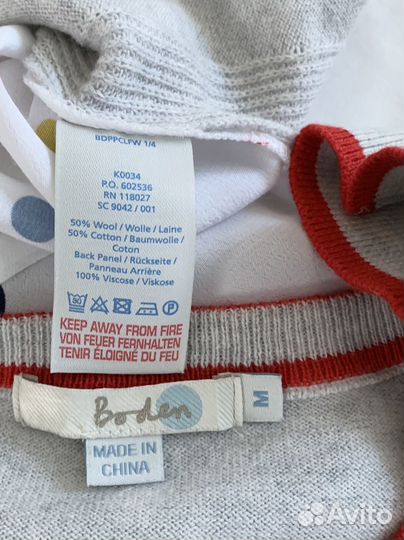 BDPPCLFW 1/4
K0034
P.O. 602536
RN 118027
SC 9042 / 001
50% Wool / Wolle / Laine
50% Cotton / Baumwolle /
Coton
Back Panel / Rückseite /
Panneau Arrière
100% Viscose / Viskose
KEEP AWAY FROM FIRE
VON FEUER FERNHALTEN
TENIR ÉLOIGNÉ DU FEU
Boden
M
MADE IN
CHINA
Avito